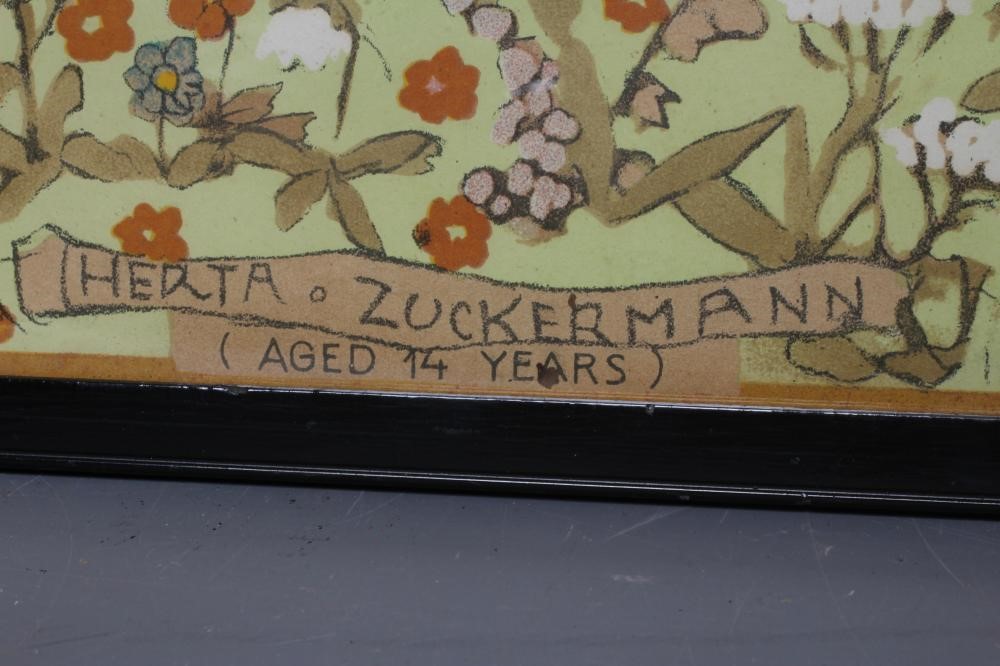 HERTA • ZUCKERMANN
( AGED 14 YEARS )